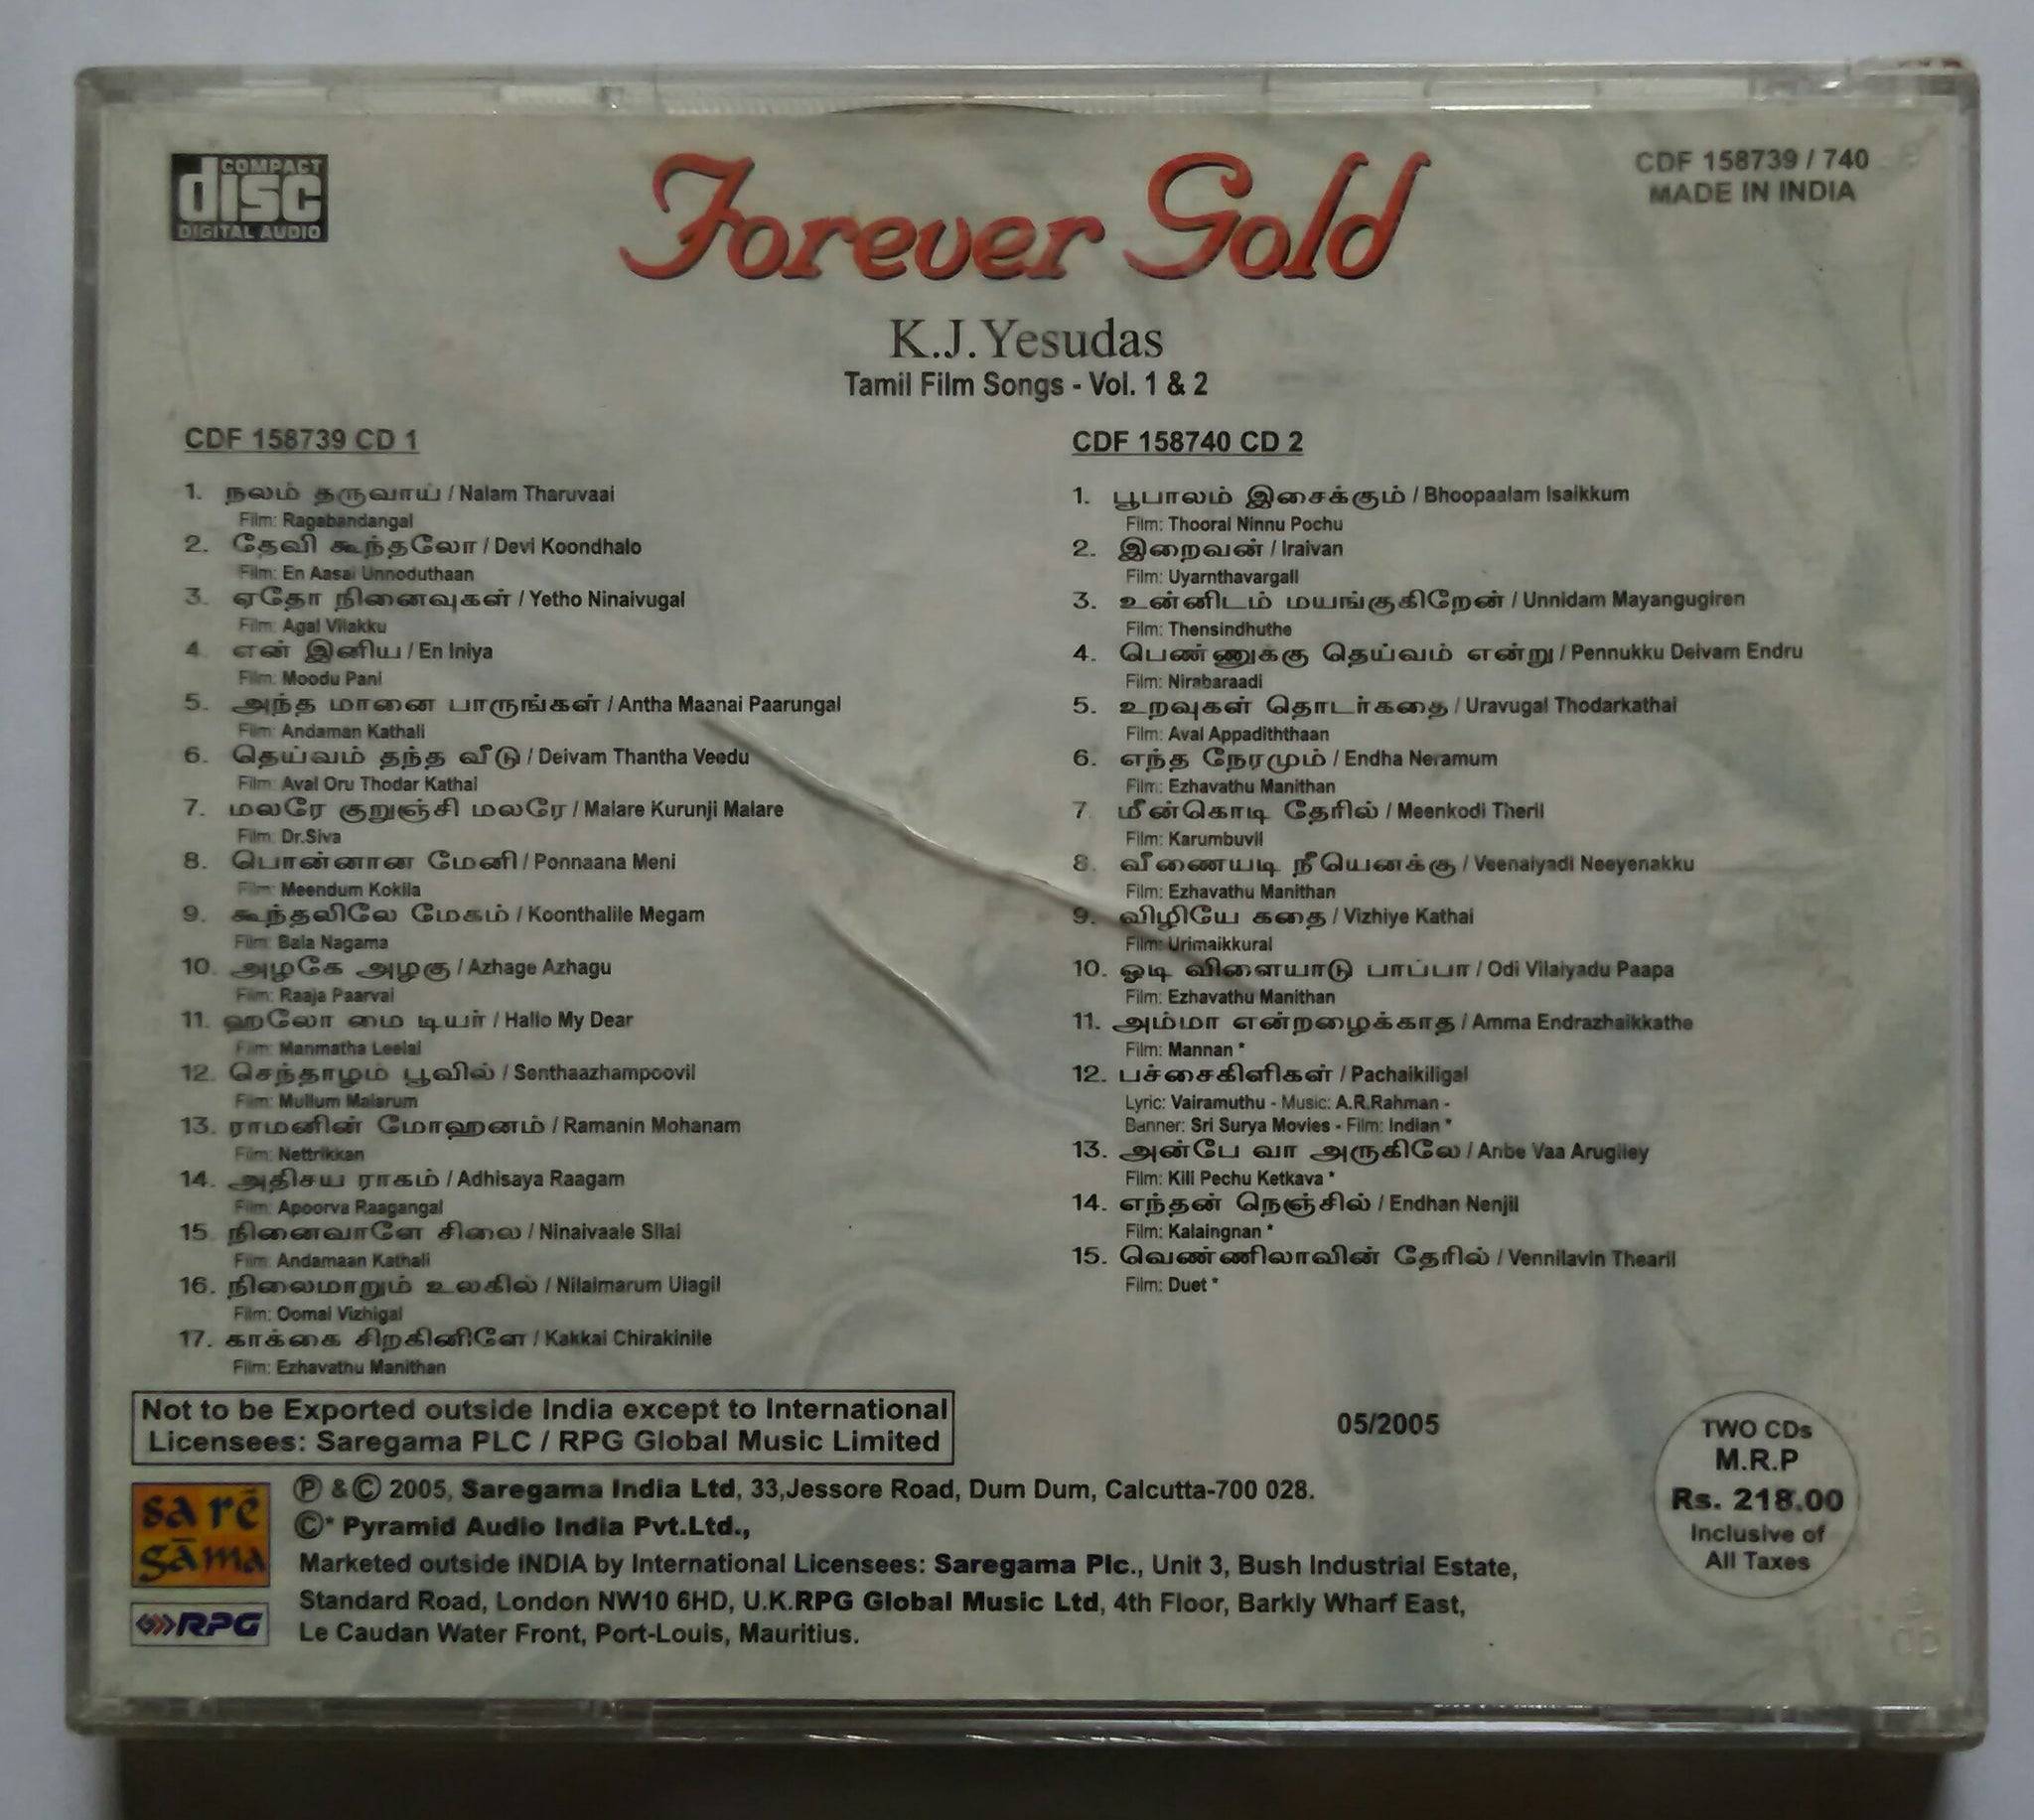 COMPACT
disc
DIGITAL AUDIO
Forever Gold
CDF 158739 / 740
MADE IN INDIA
K.J.Yesudas
Tamil Film Songs - Vol. 1 & 2
CDF 158739 CD 1
1. நலம் தருவாய் / Nalam Tharuvaai
Film: Ragabandangal
2. தேவி கூந்தலோ / Devi Koondhalo
Film: En Aasai Unnoduthaan
3. ஏதோ நினைவுகள் / Yetho Ninaivugal
Film: Agal Vilakku
4. என் இனிய / En Iniya
Film: Moodu Pani
5. அந்த மானை பாருங்கள் / Antha Maanai Paarungal
Film: Andaman Kathali
6. தெய்வம் தந்த வீடு / Deivam Thantha Veedu
Film: Aval Oru Thodar Kathai
7. மலரே குறுஞ்சி மலரே / Malare Kurunji Malare
Film: Dr.Siva
8. பொன்னான மேனி / Ponnaana Meni
Film: Meendum Kokila
9. கூந்தலிலே மேகம் / Koonthalile Megam
Film: Bala Nagama
10. அழகே அழகு / Azhage Azhagu
Film: Raaja Paarvai
11. ஹலோ மை டியர் / Hallo My Dear
Film: Manmatha Leelai
12. செந்தாழம் பூவில் / Senthaazhampoovil
Film: Mullum Malarum
13. ராமனின் மோஹனம் / Ramanin Mohanam
Film: Nettrikkan
14. அதிசய ராகம் / Adhisaya Raagam
Film: Apoorva Raagangal
15. நினைவாளே சிலை / Ninaivaale Silai
Film: Andamaan Kathali
16. நிலைமாறும் உலகில் / Nilaimarum Ulagil
Film: Oomai Vizhigal
17. காக்கை சிறகினிளே / Kakkai Chirakinile
Film: Ezhavathu Manithan
CDF 158740 CD 2
1. பூபாலம் இசைக்கும் / Bhoopaalam Isaikkum
Film: Thooral Ninnu Pochu
2. இறைவன் / Iraivan
Film: Uyarnthavargall
3. உன்னிடம் மயங்குகிறேன் / Unnidam Mayangugiren
Film: Thensindhuthe
4. பெண்ணுக்கு தெய்வம் என்று / Pennukku Deivam Endru
Film: Nirabaraadi
5. உறவுகள் தொடர்கதை / Uravugal Thodarkathai
Film: Aval Appadiththaan
6. எந்த நேரமும் / Endha Neramum
Film: Ezhavathu Manithan
7. மீன்கொடி தேரில் / Meenkodi Theril
Film: Karumbuvil
8. வீணையடி நீயெனக்கு / Veenaiyadi Neeyenakku
Film: Ezhavathu Manithan
9. விழியே கதை / Vizhiye Kathai
Film: Urimaikkural
10. ஓடி விளையாடு பாப்பா / Odi Vilaiyadu Paapa
Film: Ezhavathu Manithan
11. அம்மா என்றழைக்காத / Amma Endrazhaikkathe
Film: Mannan *
12. பச்சைகிளிகள் / Pachaikiligal
Lyric: Vairamuthu - Music: A.R.Rahman -
Banner: Sri Surya Movies - Film: Indian *
13. அன்பே வா அருகிலே / Anbe Vaa Arugiley
Film: Kili Pechu Ketkava *
14. எந்தன் நெஞ்சில் / Endhan Nenjil
Film: Kalaingnan *
15. வெண்ணிலாவின் தேரில் / Vennilavin Thearil
Film: Duet *
Not to be Exported outside India except to International
Licensees: Saregama PLC / RPG Global Music Limited
05/2005
TWO CDs
M.R.P
Rs. 218.00
Inclusive of
All Taxes
sa rē
gāma
RPG
Ⓟ & Ⓒ 2005, Saregama India Ltd, 33,Jessore Road, Dum Dum, Calcutta-700 028.
Ⓒ* Pyramid Audio India Pvt.Ltd.,
Marketed outside INDIA by International Licensees: Saregama Plc., Unit 3, Bush Industrial Estate,
Standard Road, London NW10 6HD, U.K.RPG Global Music Ltd, 4th Floor, Barkly Wharf East,
Le Caudan Water Front, Port-Louis, Mauritius.